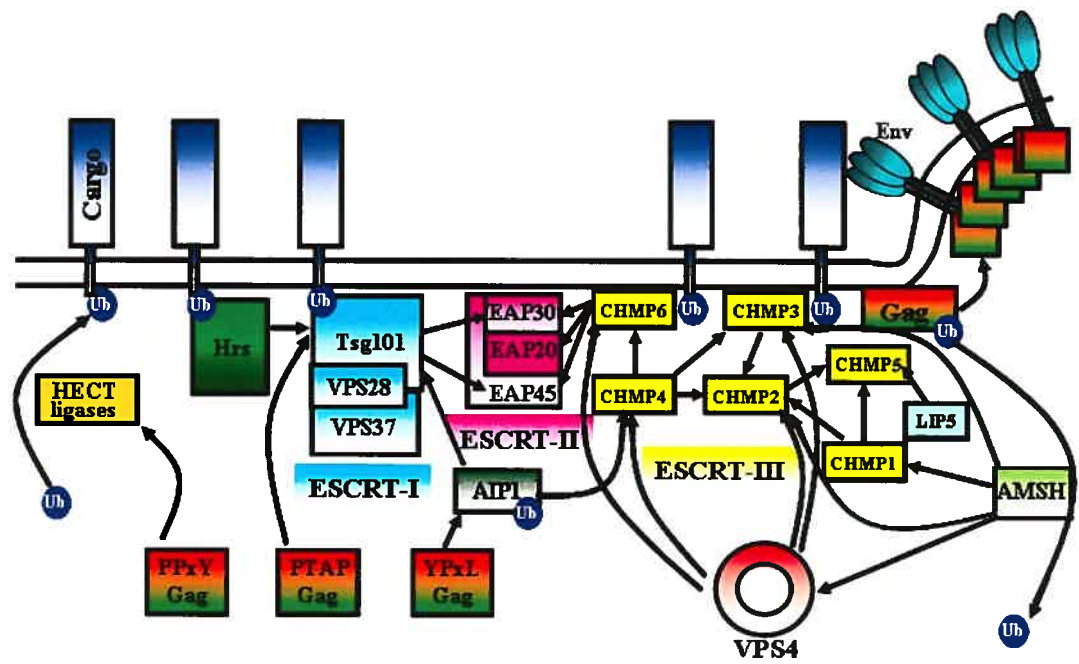 Env
Cargo
Ub
Ub
Ub
Ub
Ub
Hrs
Tsg101
VPS28
VPS37
EAP30
EAP20
EAP45
CHMP6
CHMP3
Gag
Ub
CHMP4
CHMP2
CHMP5
LIP5
CHMP1
HECT
ligases
ESCRT-I
ESCRT-II
ESCRT-III
AIP1
Ub
AMSH
Ub
PPxY
Gag
PTAP
Gag
YPxL
Gag
VPS4
Ub